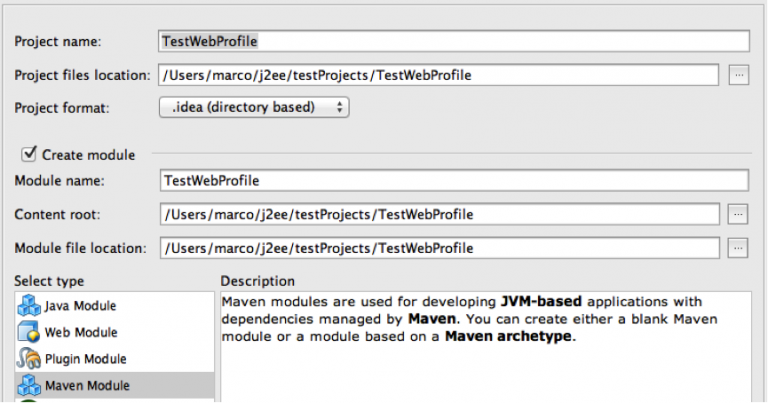 Project name: TestWebProfile
Project files location: /Users/marco/j2ee/testProjects/TestWebProfile ...
Project format: .idea (directory based)
Create module
Module name: TestWebProfile
Content root: /Users/marco/j2ee/testProjects/TestWebProfile ...
Module file location: /Users/marco/j2ee/testProjects/TestWebProfile ...
Select type
Java Module
Web Module
Plugin Module
Maven Module
Description
Maven modules are used for developing JVM-based applications with
dependencies managed by Maven. You can create either a blank Maven
module or a module based on a Maven archetype.